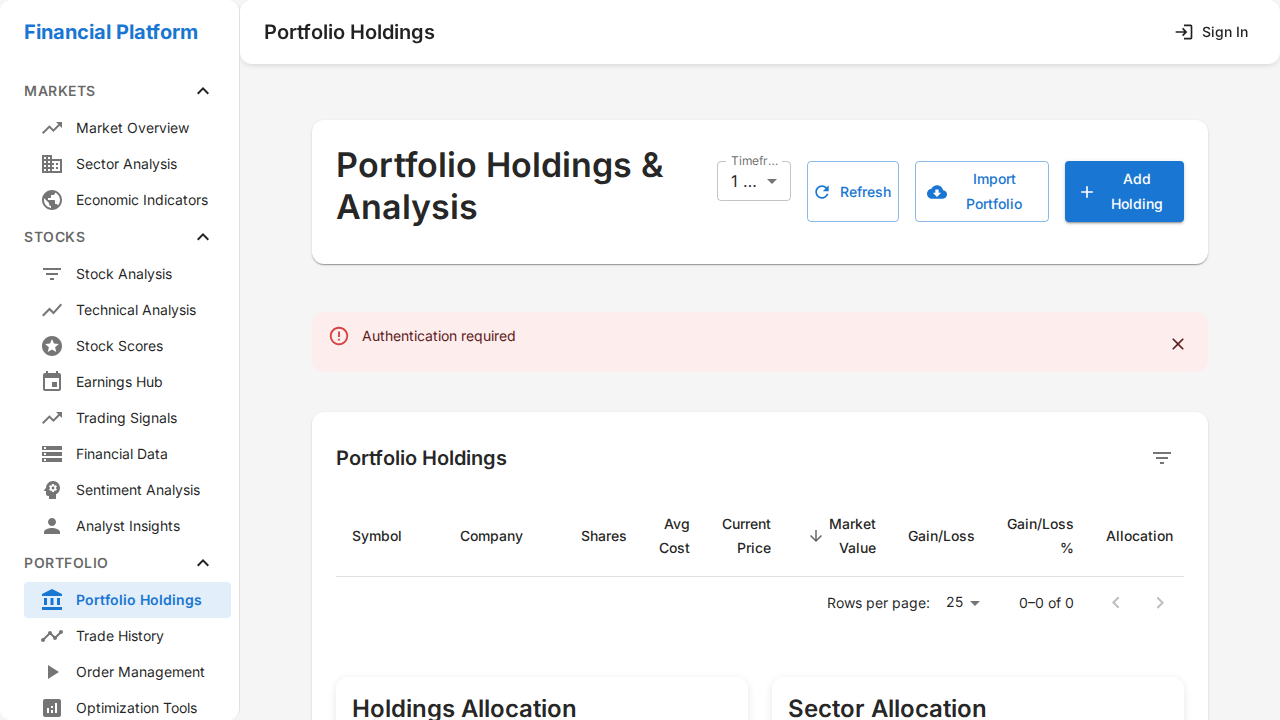 Financial Platform
Portfolio Holdings
Sign In
MARKETS
Market Overview
Sector Analysis
Economic Indicators
STOCKS
Stock Analysis
Technical Analysis
Stock Scores
Earnings Hub
Trading Signals
Financial Data
Sentiment Analysis
Analyst Insights
PORTFOLIO
Portfolio Holdings
Trade History
Order Management
Optimization Tools
Portfolio Holdings &
Analysis
Timefr...
1 ...
Refresh
Import
Portfolio
Add
Holding
Authentication required
Portfolio Holdings
Symbol
Company
Shares
Avg
Cost
Current
Price
Market
Value
Gain/Loss
Gain/Loss
%
Allocation
Rows per page:
25
0–0 of 0
Holdings Allocation
Sector Allocation